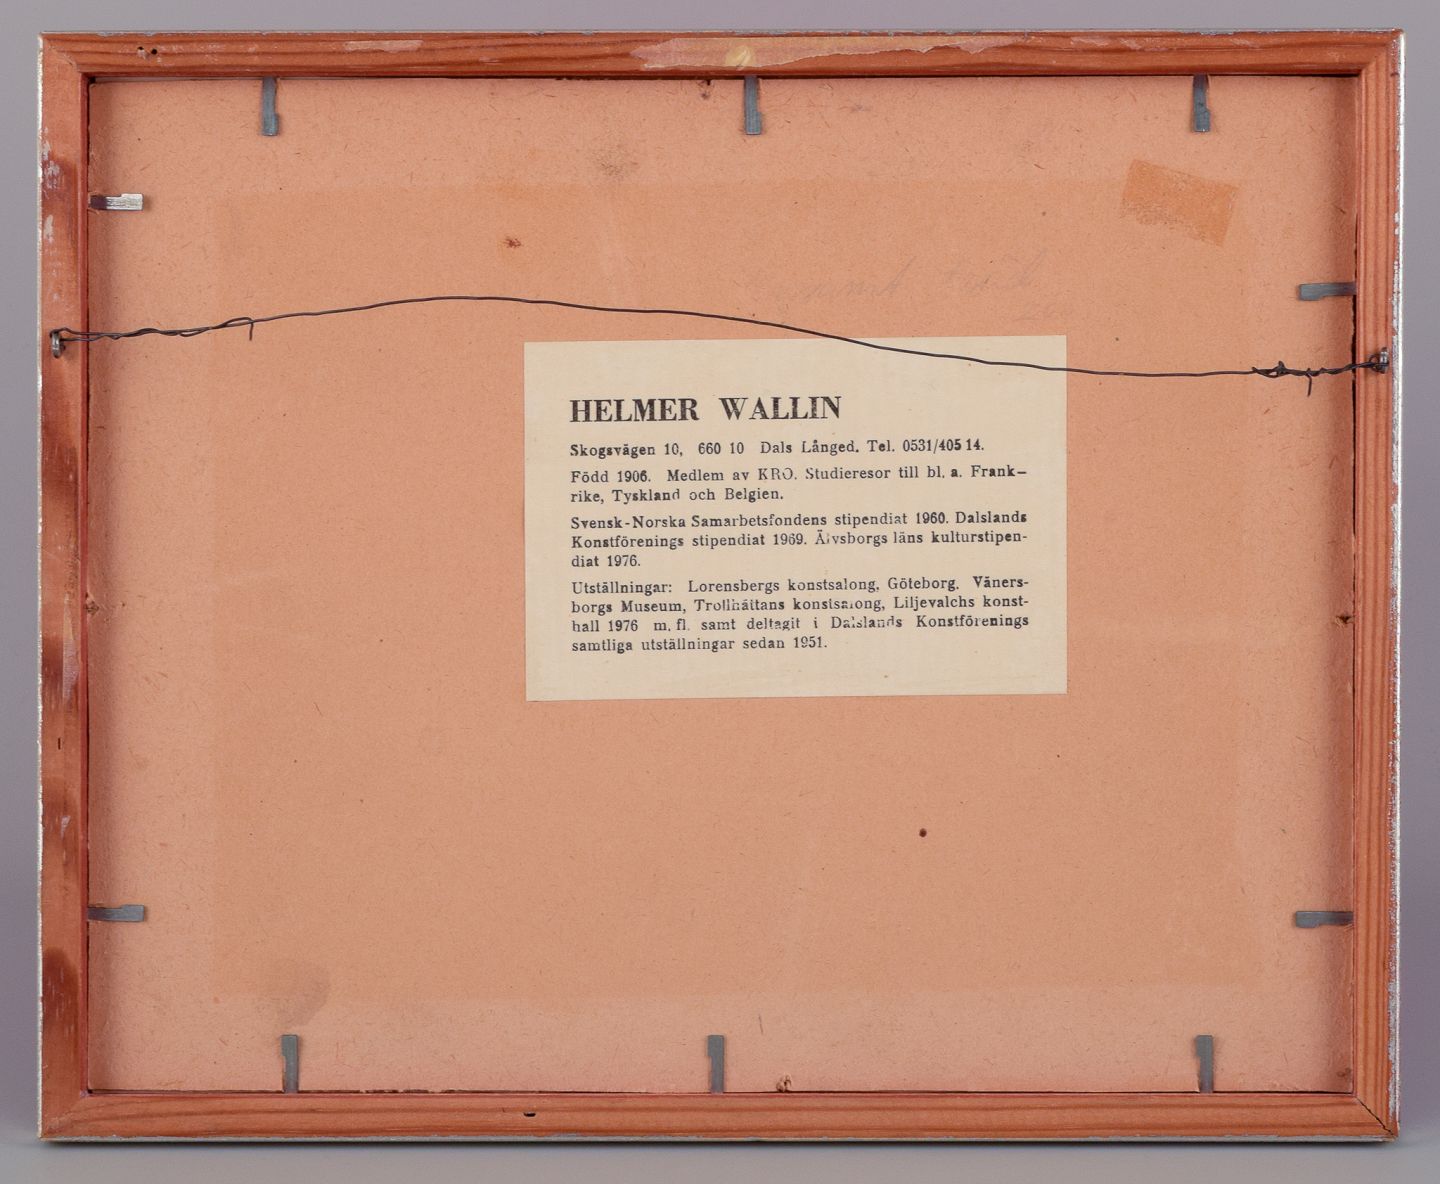 HELMER WALLIN
Skogsvägen 10, 660 10 Dals Långed. Tel. 0531/405 14.
Född 1906. Medlem av KRO. Studieresor till bl. a. Frank-
rike, Tyskland och Belgien.
Svensk-Norska Samarbetsfondens stipendiat 1960. Dalslands
Konstförenings stipendiat 1969. Älvsborgs läns kulturstipen-
diat 1976.
Utställningar: Lorensbergs konstsalong, Göteborg. Väners-
borgs Museum, Trollhättans konstsalong, Liljevalchs konst-
hall 1976 m. fl. samt deltagit i Dalslands Konstförenings
samtliga utställningar sedan 1951.